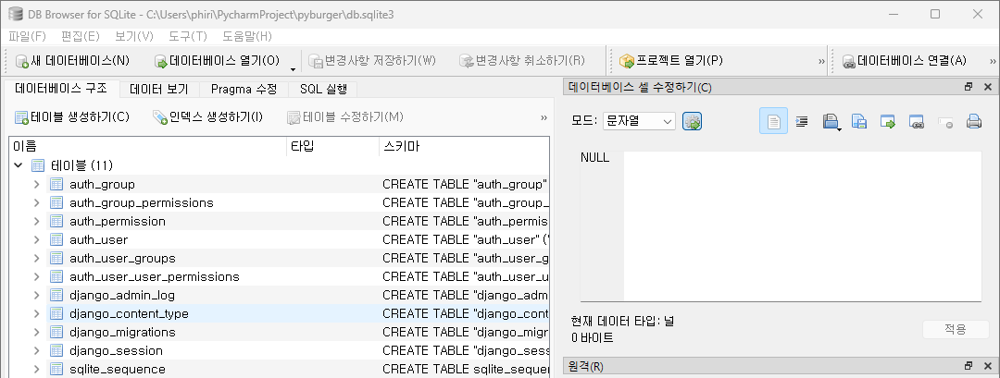 DB Browser for SQLite - C:\Users\phiri\PycharmProject\pyburger\db.sqlite3
파일(F) 편집(E) 보기(V) 도구(T) 도움말(H)
새 데이터베이스(N) 데이터베이스 열기(O) 변경사항 저장하기(W) 변경사항 취소하기(R) 프로젝트 열기(P) » 데이터베이스 연결(A) »
데이터베이스 구조 데이터 보기 Pragma 수정 SQL 실행
테이블 생성하기(C) 인덱스 생성하기(I) 테이블 수정하기(M) »
이름 타입 스키마
테이블 (11)
auth_group CREATE TABLE "auth_group"
auth_group_permissions CREATE TABLE "auth_group_
auth_permission CREATE TABLE "auth_permis
auth_user CREATE TABLE "auth_user" ("
auth_user_groups CREATE TABLE "auth_user_g
auth_user_user_permissions CREATE TABLE "auth_user_u
django_admin_log CREATE TABLE "django_adm
django_content_type CREATE TABLE "django_cont
django_migrations CREATE TABLE "django_migr
django_session CREATE TABLE "django_sess
sqlite_sequence CREATE TABLE sqlite_sequen
데이터베이스 셀 수정하기(C)
모드: 문자열
NULL
현재 데이터 타입: 널
0 바이트
적용
원격(R)